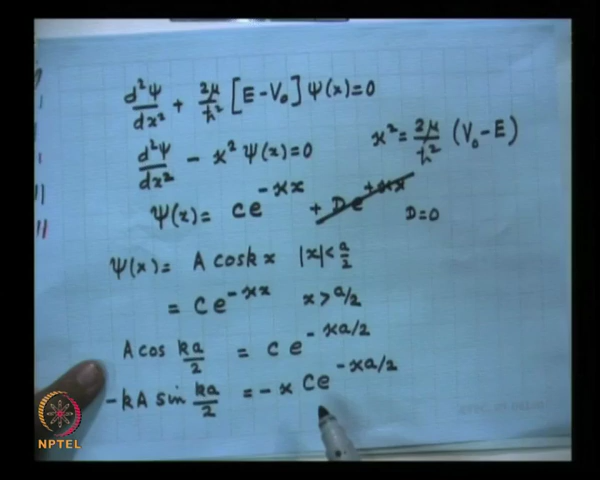 d²Ψ/dx² + 2μ/ħ² [E - V₀] Ψ(x) = 0
d²Ψ/dx² - ϰ² Ψ(x) = 0    ϰ² = 2μ/ħ² (V₀ - E)
Ψ(x) = Ce^{-ϰx} + De^{+ϰx}    D = 0
Ψ(x) = A cos kx    |x| < a/2
= Ce^{-ϰx}    x > a/2
A cos ka/2 = Ce^{-ϰa/2}
-kA sin ka/2 = -ϰ Ce^{-ϰa/2}
NPTEL